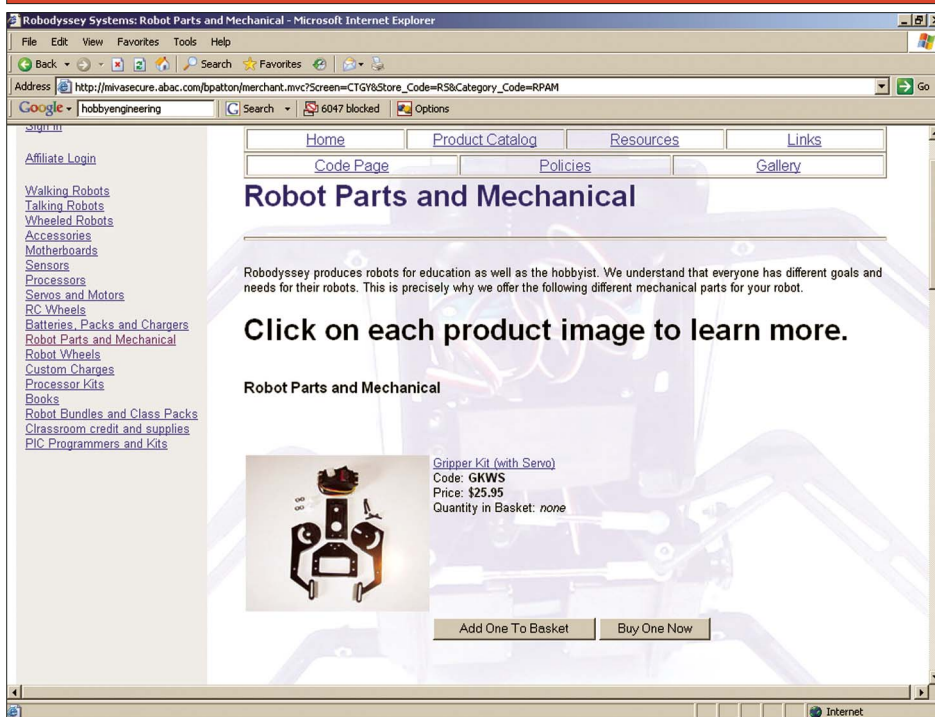 Robodyssey Systems: Robot Parts and Mechanical - Microsoft Internet Explorer
File Edit View Favorites Tools Help
Back Search Favorites
Address http://mivasecure.abac.com/bpatton/merchant.mvc?Screen=CTGY&Store_Code=RS&Category_Code=RPAM Go
Google hobbyengineering Search 6047 blocked Options
Sign In
Affiliate Login
Walking Robots
Talking Robots
Wheeled Robots
Accessories
Motherboards
Sensors
Processors
Servos and Motors
RC Wheels
Batteries, Packs and Chargers
Robot Parts and Mechanical
Robot Wheels
Custom Charges
Processor Kits
Books
Robot Bundles and Class Packs
Clrassroom credit and supplies
PIC Programmers and Kits
Home Product Catalog Resources Links
Code Page Policies Gallery
Robot Parts and Mechanical
Robodyssey produces robots for education as well as the hobbyist. We understand that everyone has different goals and
needs for their robots. This is precisely why we offer the following different mechanical parts for your robot.
Click on each product image to learn more.
Robot Parts and Mechanical
Gripper Kit (with Servo)
Code: GKWS
Price: $25.95
Quantity in Basket: none
Add One To Basket Buy One Now
Internet